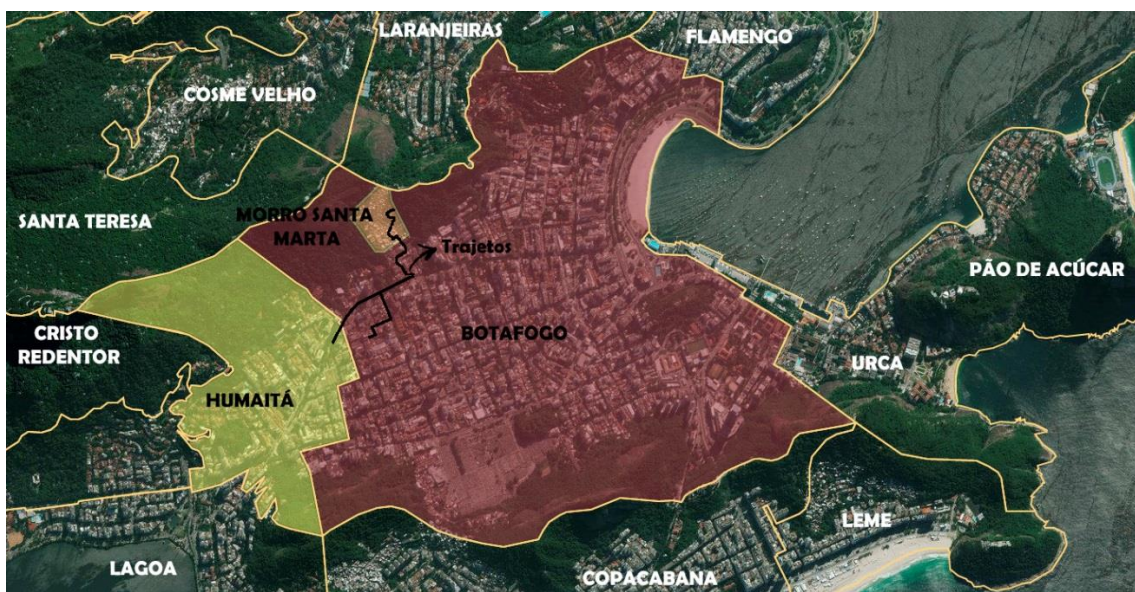 LARANJEIRAS
FLAMENGO
COSME VELHO
SANTA TERESA
MORRO SANTA
MARTA
Trajetos
PÃO DE ACÚCAR
CRISTO
REDENTOR
BOTAFOGO
URCA
HUMAITÁ
LEME
LAGOA
COPACABANA